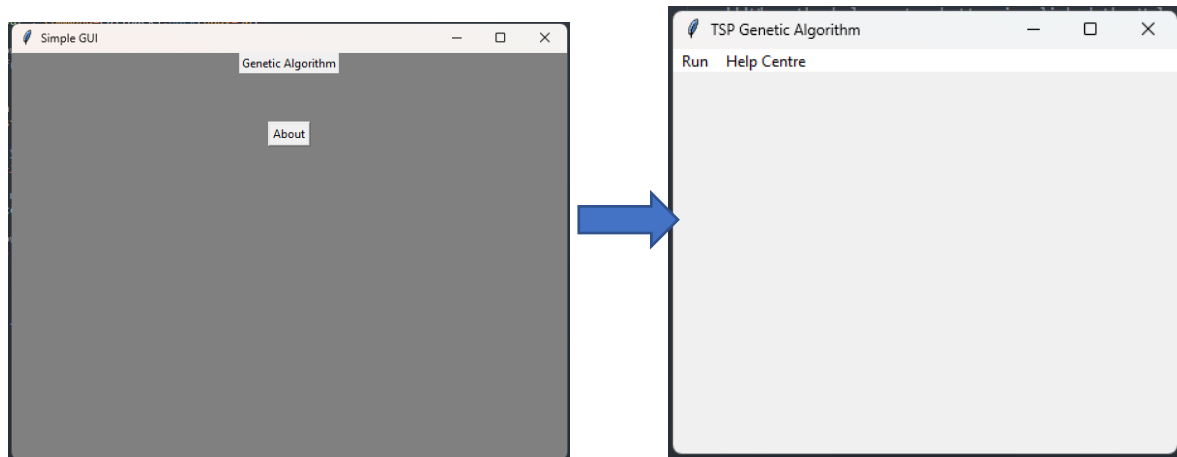 Simple GUI
Genetic Algorithm
About
TSP Genetic Algorithm
Run Help Centre